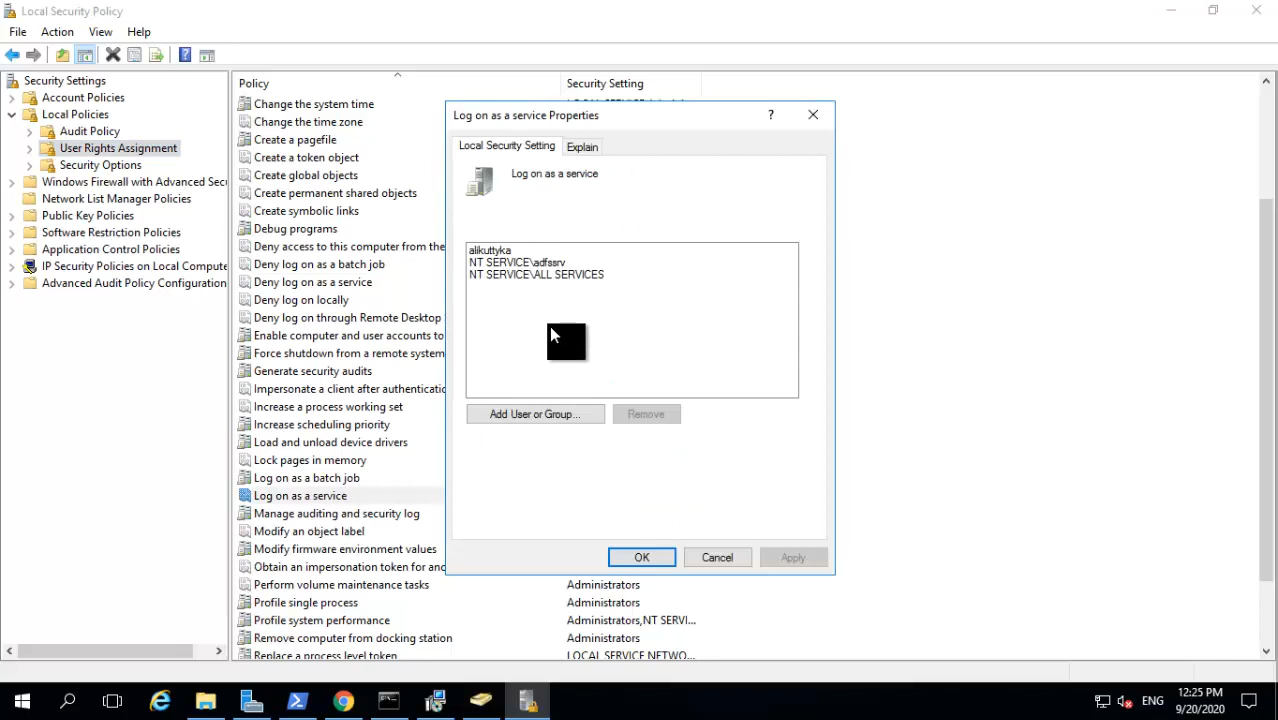 Local Security Policy
File Action View Help
Security Settings
Account Policies
Local Policies
Audit Policy
User Rights Assignment
Security Options
Windows Firewall with Advanced Secu
Network List Manager Policies
Public Key Policies
Software Restriction Policies
Application Control Policies
IP Security Policies on Local Compute
Advanced Audit Policy Configuration
Policy Security Setting
Change the system time
Change the time zone
Create a pagefile
Create a token object
Create global objects
Create permanent shared objects
Create symbolic links
Debug programs
Deny access to this computer from the
Deny log on as a batch job
Deny log on as a service
Deny log on locally
Deny log on through Remote Desktop
Enable computer and user accounts to
Force shutdown from a remote system
Generate security audits
Impersonate a client after authenticatio
Increase a process working set
Increase scheduling priority
Load and unload device drivers
Lock pages in memory
Log on as a batch job
Log on as a service
Manage auditing and security log
Modify an object label
Modify firmware environment values
Obtain an impersonation token for ano
Perform volume maintenance tasks Administrators
Profile single process Administrators
Profile system performance Administrators,NT SERVI...
Remove computer from docking station Administrators
Replace a process level token LOCAL SERVICE,NETWO...
Log on as a service Properties
? 
Local Security Setting Explain
Log on as a service
alikuttyka
NT SERVICE\adfssrv
NT SERVICE\ALL SERVICES
Add User or Group... Remove
OK Cancel Apply
ENG
12:25 PM
9/20/2020